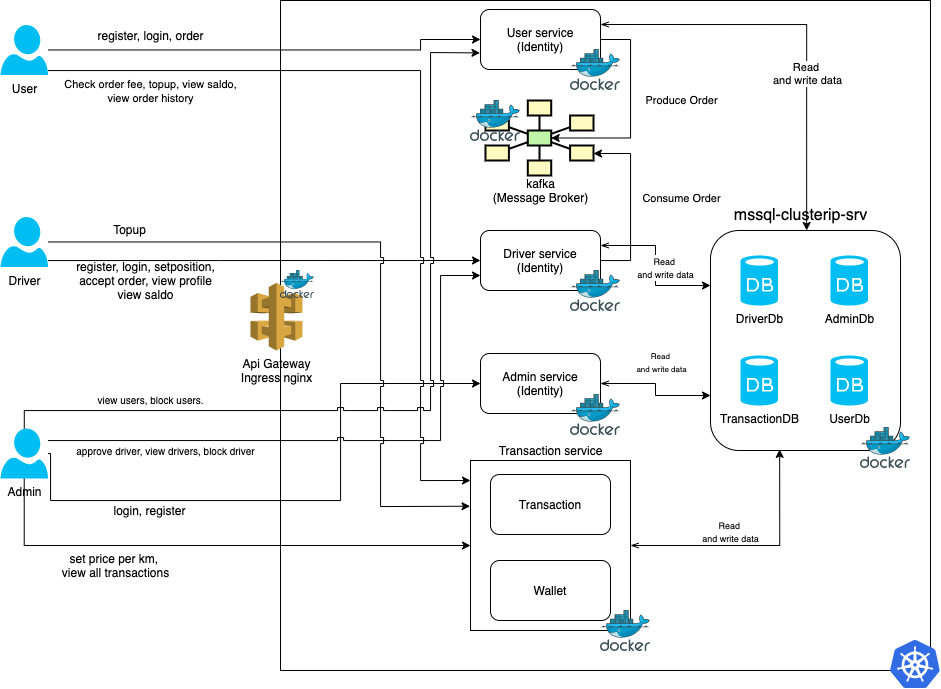 register, login, order
User
Check order fee, topup, view saldo,
view order history
User service
(Identity)
docker
Read
and write data
Produce Order
docker
kafka
(Message Broker)
Consume Order
mssql-clusterip-srv
Topup
Driver
register, login, setposition,
accept order, view profile
view saldo
docker
Api Gateway
Ingress nginx
Driver service
(Identity)
docker
Read
and write data
DB
DriverDb
DB
AdminDb
DB
TransactionDB
DB
UserDb
docker
Admin service
(Identity)
docker
Read
and write data
view users, block users.
approve driver, view drivers, block driver
Admin
login, register
set price per km,
view all transactions
Transaction service
Transaction
Wallet
docker
Read
and write data